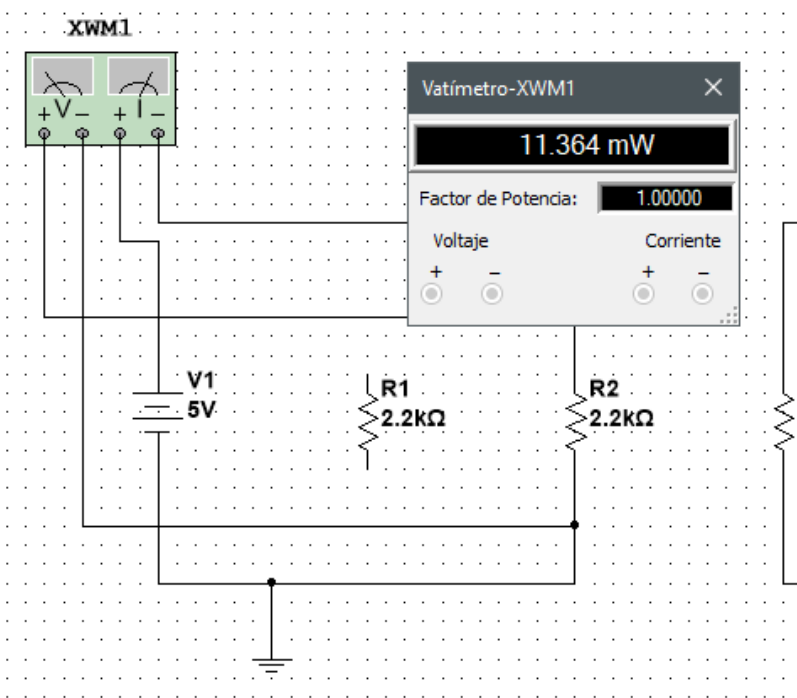 XWM1
V I
+ - + -
Vatímetro-XWM1
11.364 mW
Factor de Potencia: 1.00000
Voltaje Corriente
+ - + -
V1
5V
R1
2.2kΩ
R2
2.2kΩ